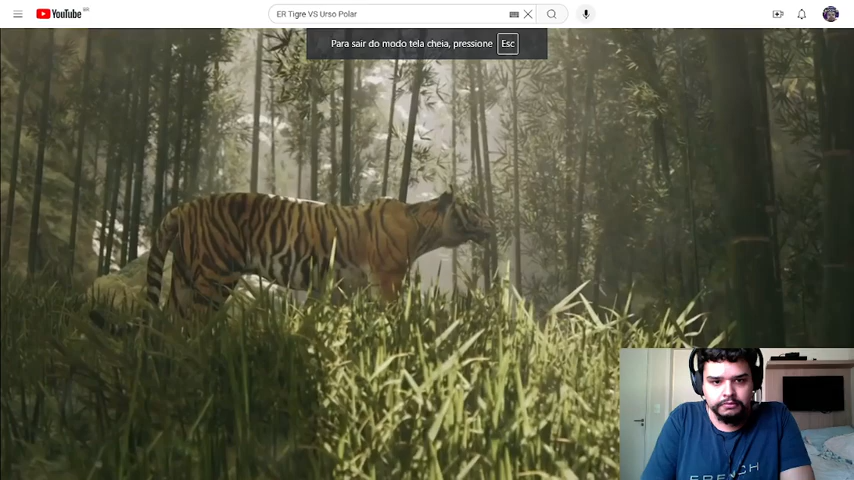 YouTube BR
ER Tigre VS Urso Polar
Para sair do modo tela cheia, pressione Esc
FRENCH